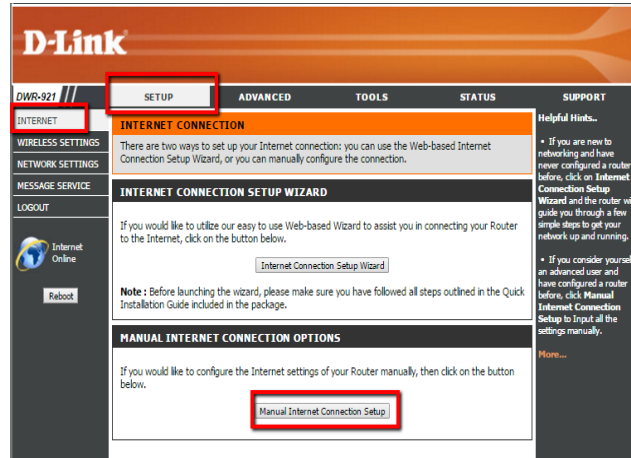 D-Link
DWR-921
SETUP
ADVANCED
TOOLS
STATUS
SUPPORT
INTERNET
WIRELESS SETTINGS
NETWORK SETTINGS
MESSAGE SERVICE
LOGOUT
Internet
Online
Reboot
INTERNET CONNECTION
There are two ways to set up your Internet connection: you can use the Web-based Internet
Connection Setup Wizard, or you can manually configure the connection.
INTERNET CONNECTION SETUP WIZARD
If you would like to utilize our easy to use Web-based Wizard to assist you in connecting your Router
to the Internet, click on the button below.
Internet Connection Setup Wizard
Note : Before launching the wizard, please make sure you have followed all steps outlined in the Quick
Installation Guide included in the package.
MANUAL INTERNET CONNECTION OPTIONS
If you would like to configure the Internet settings of your Router manually, then click on the button
below.
Manual Internet Connection Setup
Helpful Hints..
• If you are new to
networking and have
never configured a router
before, click on Internet
Connection Setup
Wizard and the router wi
guide you through a few
simple steps to get your
network up and running.
• If you consider yoursel
an advanced user and
have configured a router
before, click Manual
Internet Connection
Setup to Input all the
settings manually.
More...